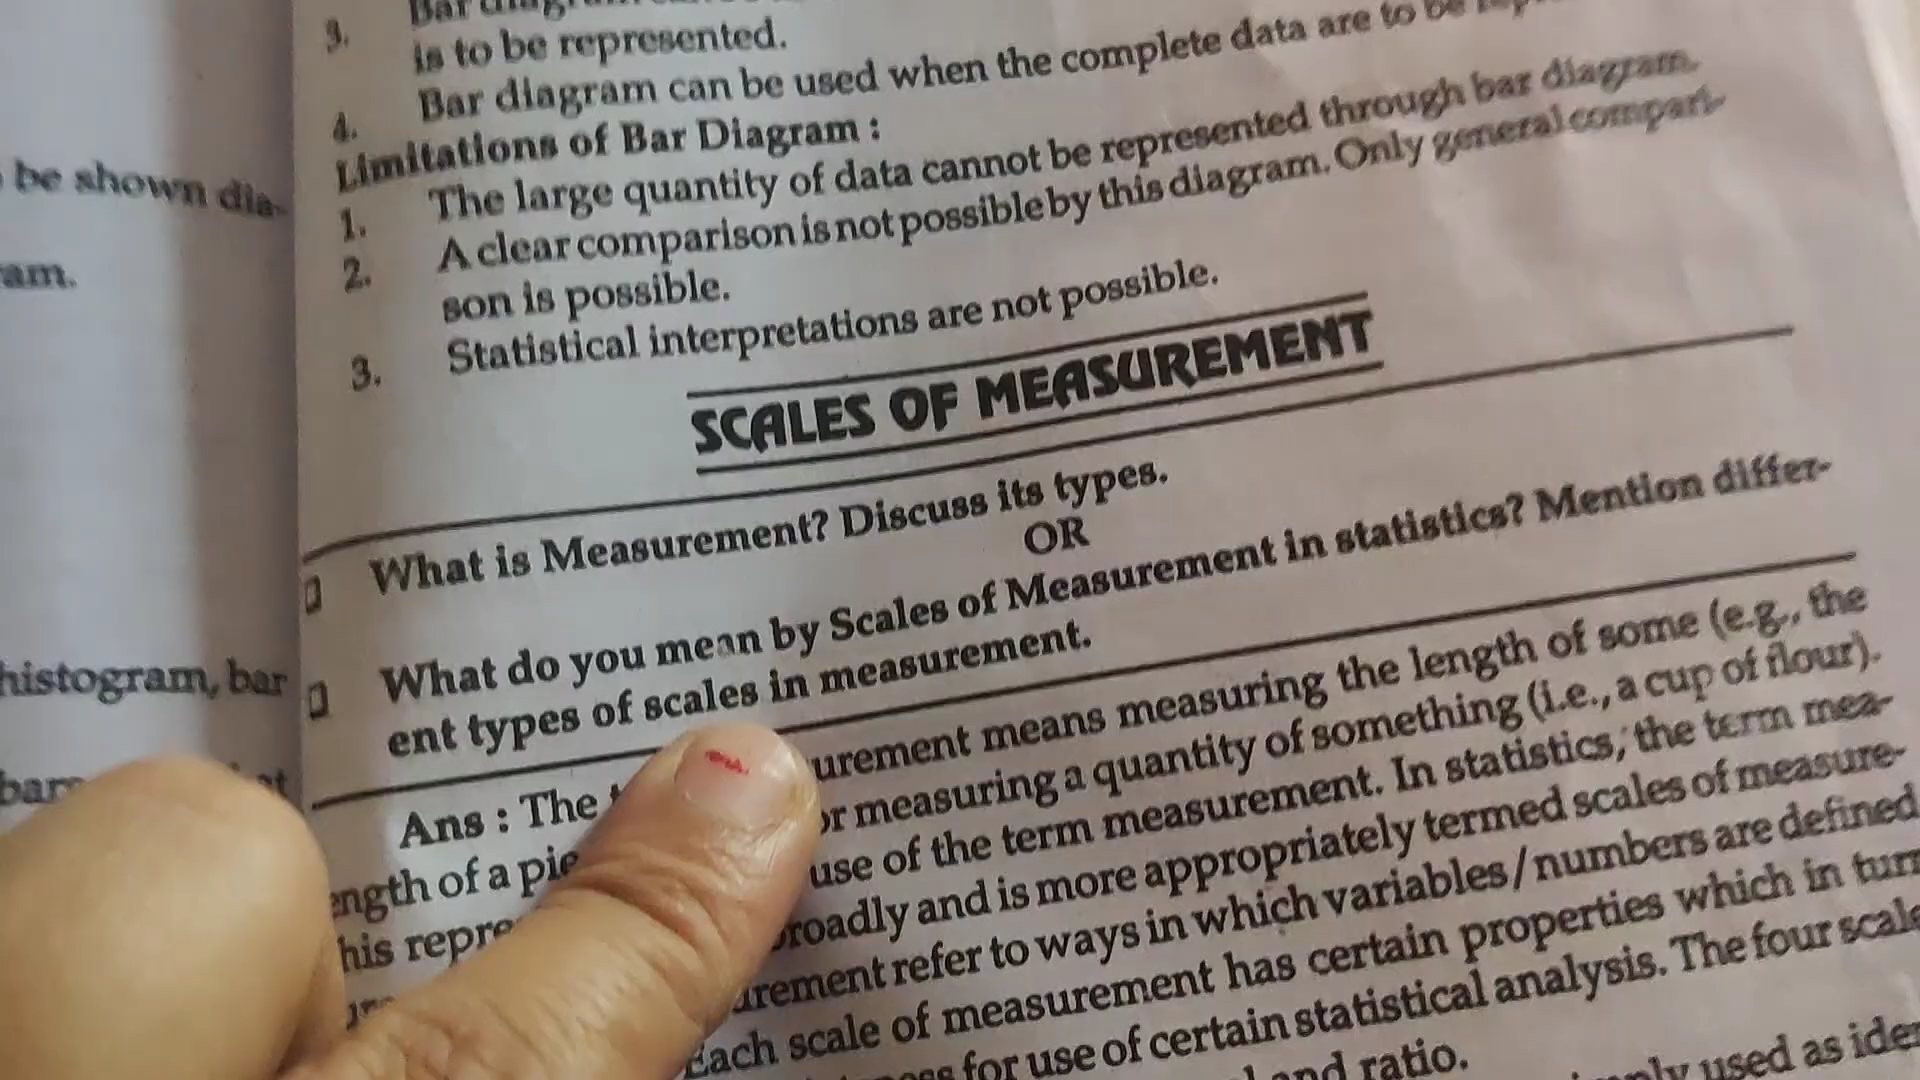 be shown dia-
am.
histogram, bar
3. Bar
is to be represented.
4. Bar diagram can be used when the complete data are to be
Limitations of Bar Diagram :
1. The large quantity of data cannot be represented through bar diagram.
2. A clear comparison is not possible by this diagram. Only general compari-
son is possible.
3. Statistical interpretations are not possible.
SCALES OF MEASUREMENT
What is Measurement? Discuss its types.
OR
What do you mean by Scales of Measurement in statistics? Mention differ-
ent types of scales in measurement.
Ans : The urement means measuring the length of some (e.g., the
ength of a pie or measuring a quantity of something (i.e., a cup of flour).
his repre use of the term measurement. In statistics, the term mea-
roadly and is more appropriately termed scales of measure-
urement refer to ways in which variables/numbers are defined
Each scale of measurement has certain properties which in turn
for use of certain statistical analysis. The four scale
and ratio. used as iden